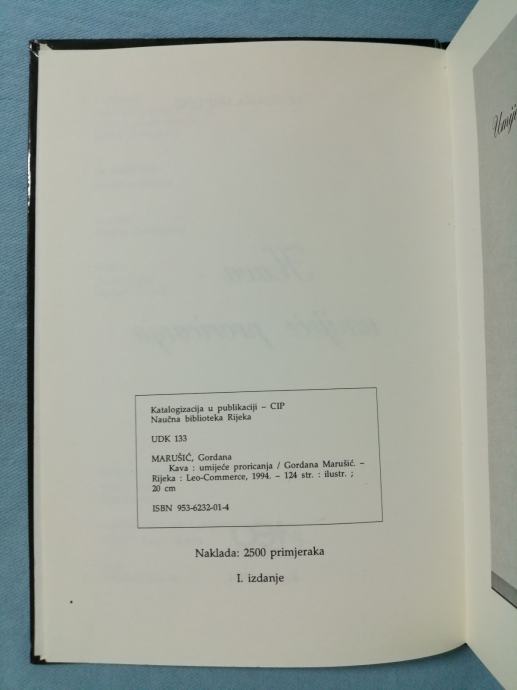 Katalogizacija u publikaciji – CIP
Naučna biblioteka Rijeka
UDK 133
MARUŠIĆ, Gordana
Kava : umijeće proricanja / Gordana Marušić. –
Rijeka : Leo-Commerce, 1994. – 124 str. : ilustr. ;
20 cm
ISBN 953-6232-01-4
Naklada: 2500 primjeraka
I. izdanje